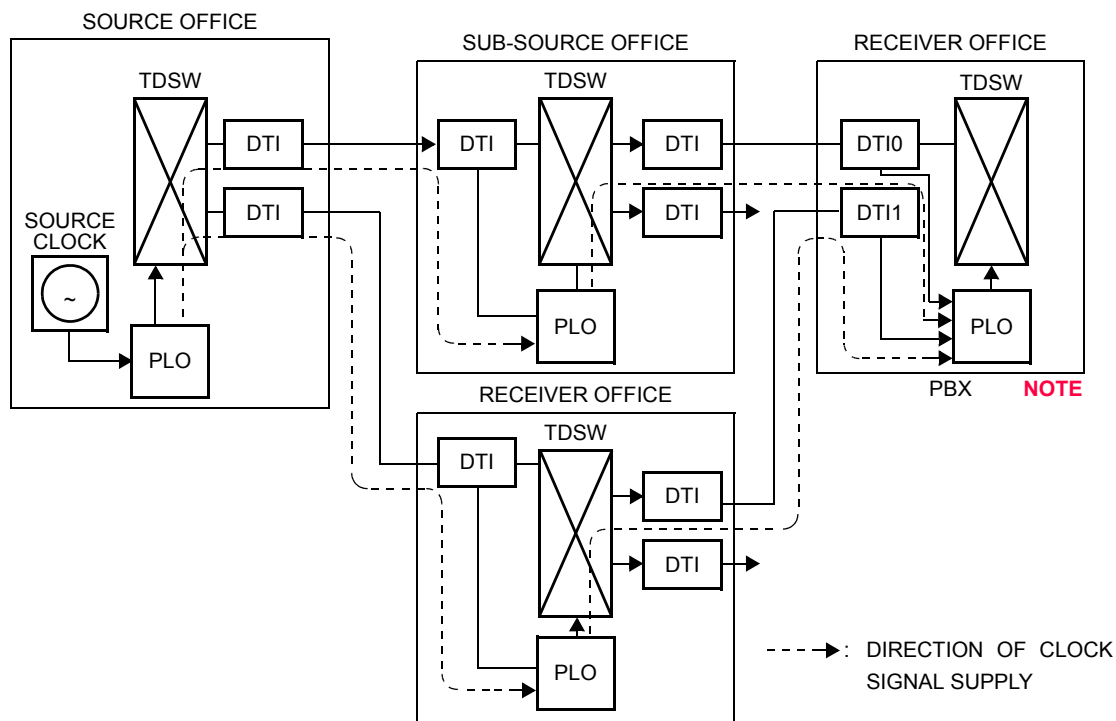 SOURCE OFFICE
SUB-SOURCE OFFICE
RECEIVER OFFICE
TDSW
TDSW
TDSW
DTI
DTI
DTI
DTI0
DTI
DTI
DTI1
SOURCE
CLOCK
~
PLO
PLO
PLO
PBX
NOTE
RECEIVER OFFICE
TDSW
DTI
DTI
DTI
PLO
: DIRECTION OF CLOCK
SIGNAL SUPPLY